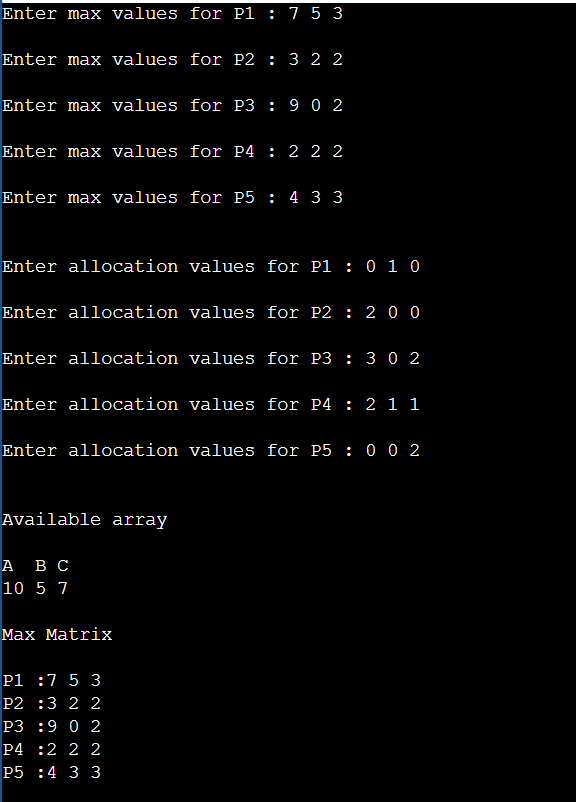 Enter max values for P1 : 7 5 3
Enter max values for P2 : 3 2 2
Enter max values for P3 : 9 0 2
Enter max values for P4 : 2 2 2
Enter max values for P5 : 4 3 3
Enter allocation values for P1 : 0 1 0
Enter allocation values for P2 : 2 0 0
Enter allocation values for P3 : 3 0 2
Enter allocation values for P4 : 2 1 1
Enter allocation values for P5 : 0 0 2
Available array
A  B C
10 5 7
Max Matrix
P1 :7 5 3
P2 :3 2 2
P3 :9 0 2
P4 :2 2 2
P5 :4 3 3